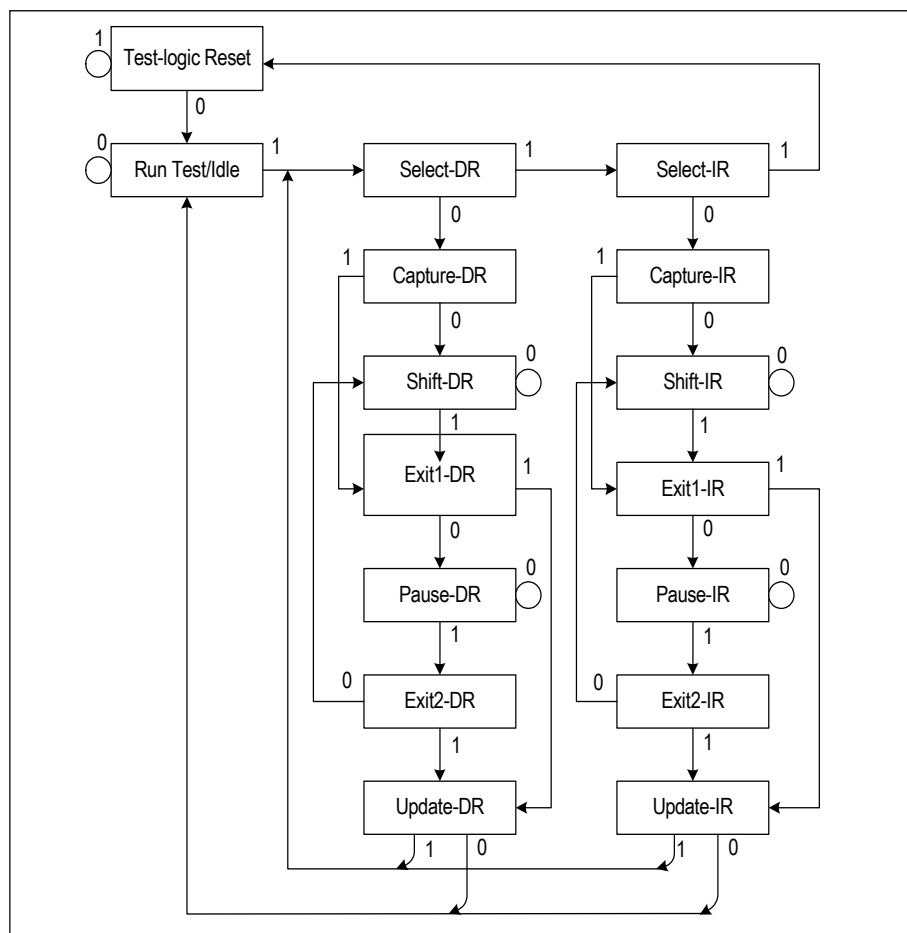 1
Test-logic Reset
0
0
Run Test/Idle
1
Select-DR
1
Select-IR
1
0
0
1
Capture-DR
1
Capture-IR
0
0
Shift-DR
0
Shift-IR
0
1
1
Exit1-DR
1
Exit1-IR
1
0
0
Pause-DR
0
Pause-IR
0
1
1
0
Exit2-DR
0
Exit2-IR
1
1
Update-DR
Update-IR
1
0
1
0